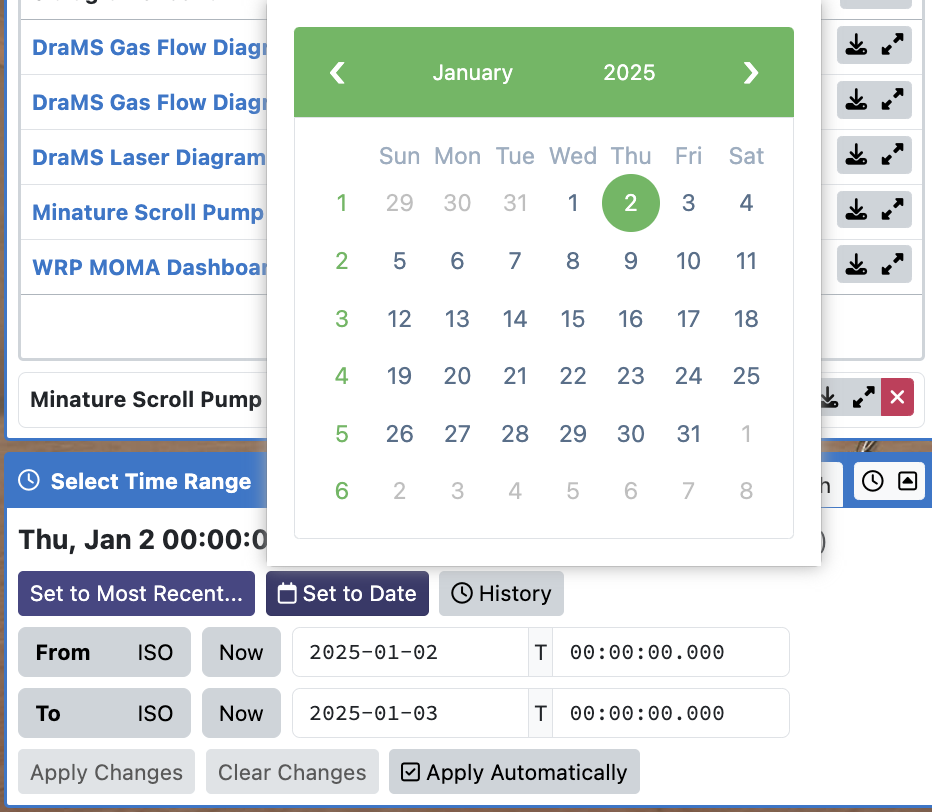 January 2025
DraMS Gas Flow Diagr
Sun Mon Tue Wed Thu Fri Sat
DraMS Gas Flow Diagr
DraMS Laser Diagram
1 29 30 31 1 2 3 4
Minature Scroll Pump
2 5 6 7 8 9 10 11
WRP MOMA Dashboar
3 12 13 14 15 16 17 18
4 19 20 21 22 23 24 25
Minature Scroll Pump
5 26 27 28 29 30 31 1
6 2 3 4 5 6 7 8
Select Time Range
h
Thu, Jan 2 00:00:0
)
Set to Most Recent... Set to Date History
From ISO Now 2025-01-02 T 00:00:00.000
To ISO Now 2025-01-03 T 00:00:00.000
Apply Changes Clear Changes Apply Automatically